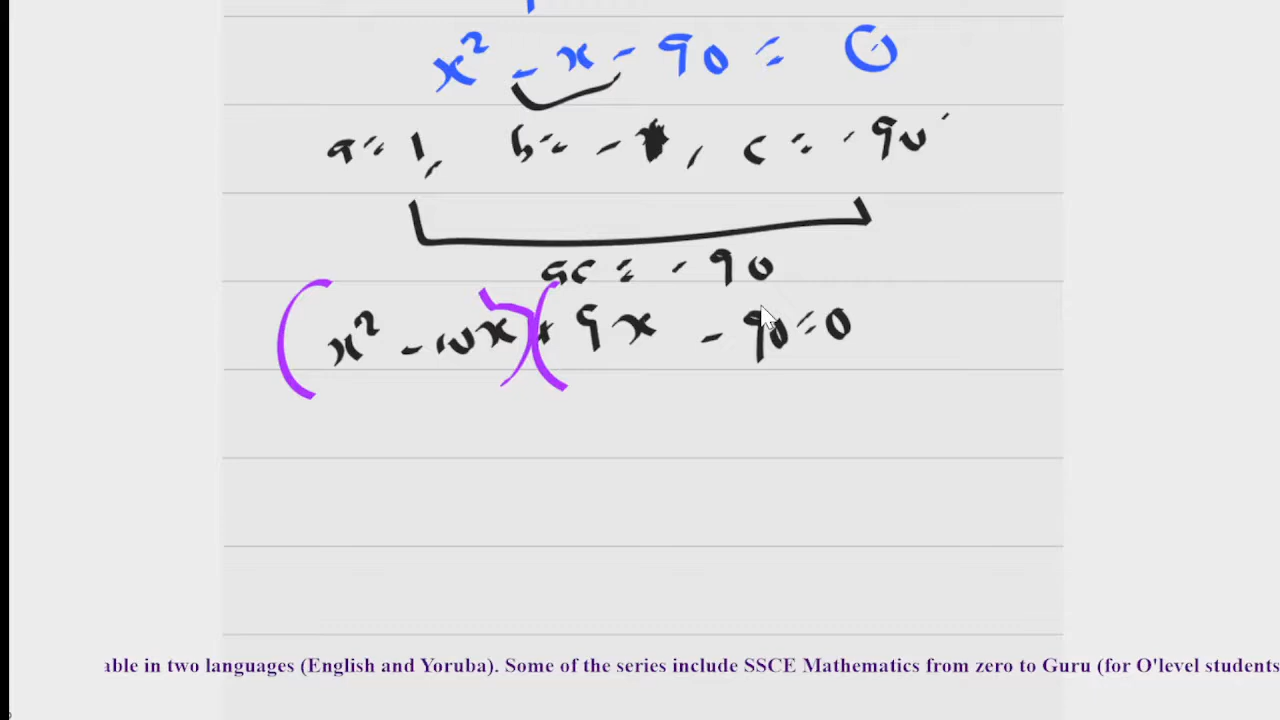 x² - x - 90 = 0
a = 1, b = -1, c = -90
ac = -90
(x² - 10x)+(9x - 90 = 0
able in two languages (English and Yoruba). Some of the series include SSCE Mathematics from zero to Guru (for O'level students